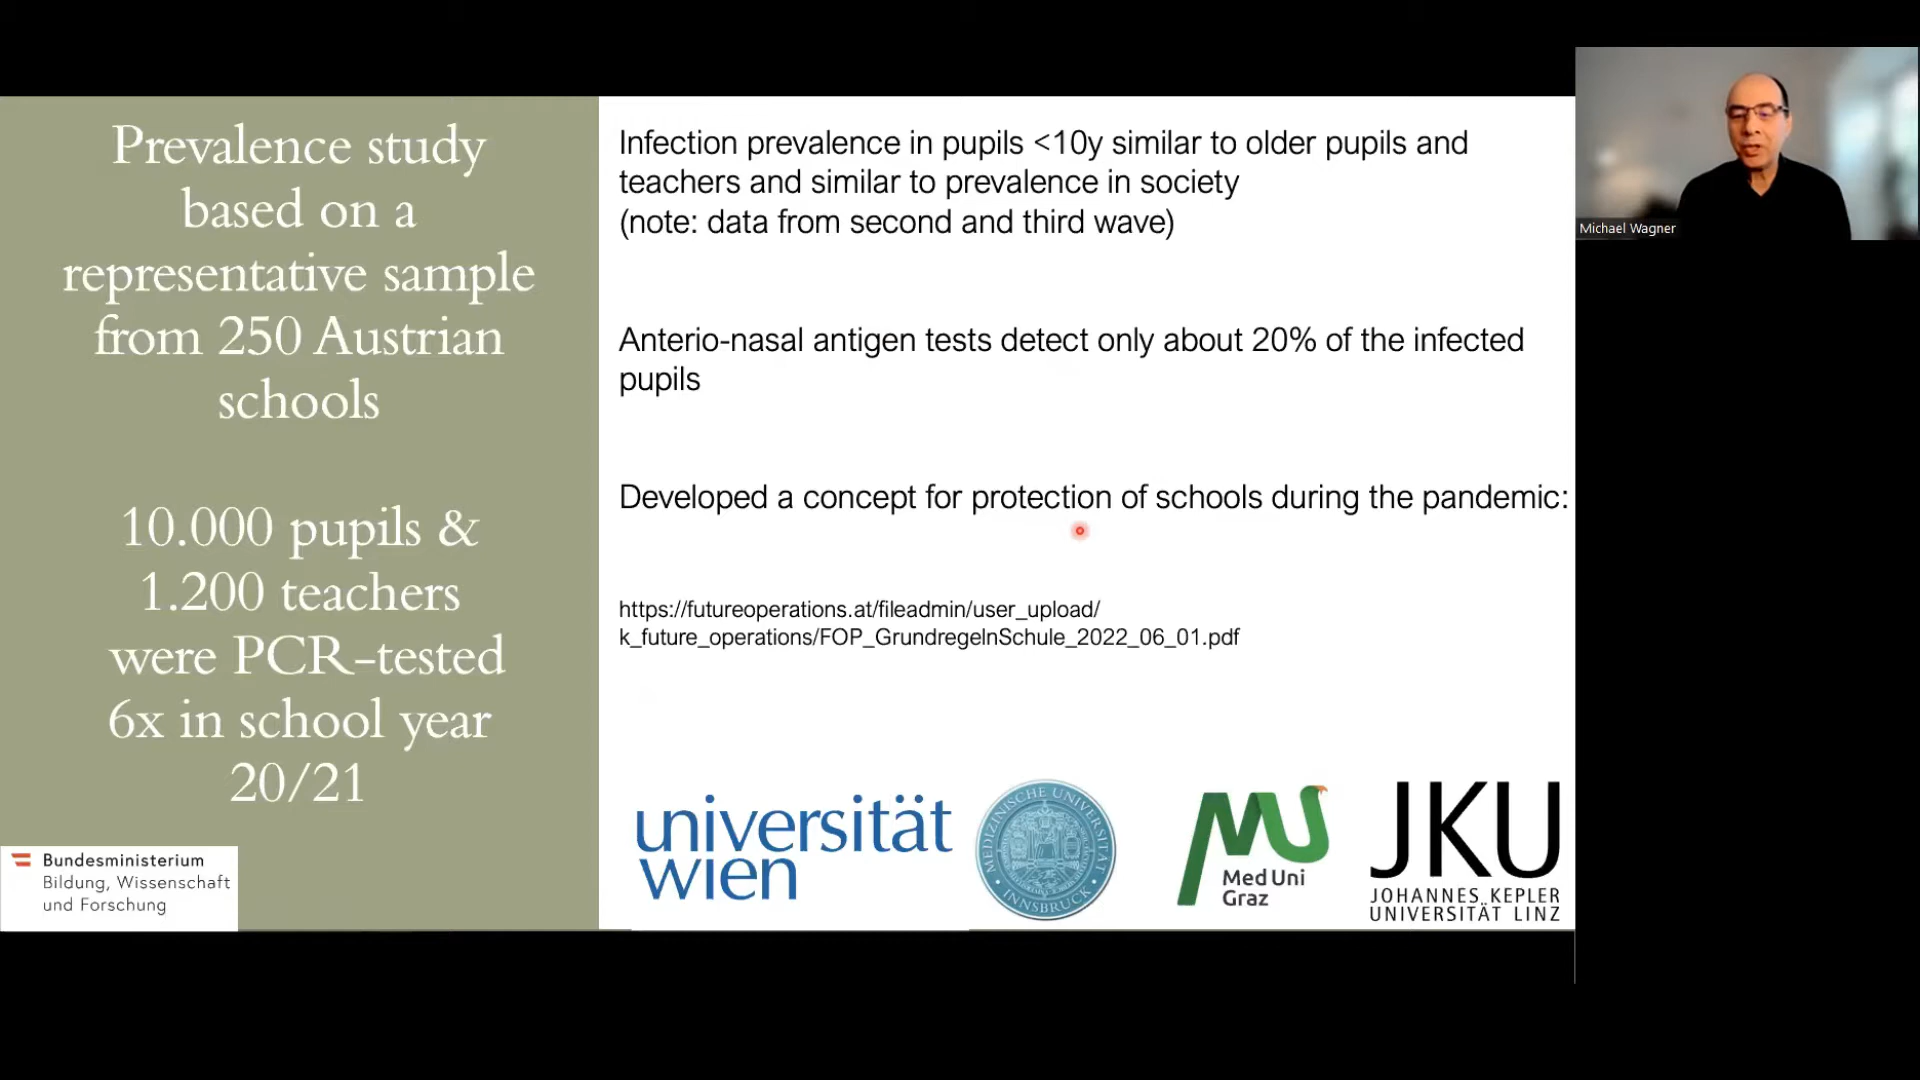 Prevalence study
based on a
representative sample
from 250 Austrian
schools
10.000 pupils &
1.200 teachers
were PCR-tested
6x in school year
20/21
Bundesministerium
Bildung, Wissenschaft
und Forschung
Infection prevalence in pupils <10y similar to older pupils and
teachers and similar to prevalence in society
(note: data from second and third wave)
Anterio-nasal antigen tests detect only about 20% of the infected
pupils
Developed a concept for protection of schools during the pandemic:
https://futureoperations.at/fileadmin/user_upload/
k_future_operations/FOP_GrundregelnSchule_2022_06_01.pdf
universität
wien
MEDIZINISCHE UNIVERSITÄT
INNSBRUCK
Med Uni
Graz
JKU
JOHANNES KEPLER
UNIVERSITÄT LINZ
Michael Wagner